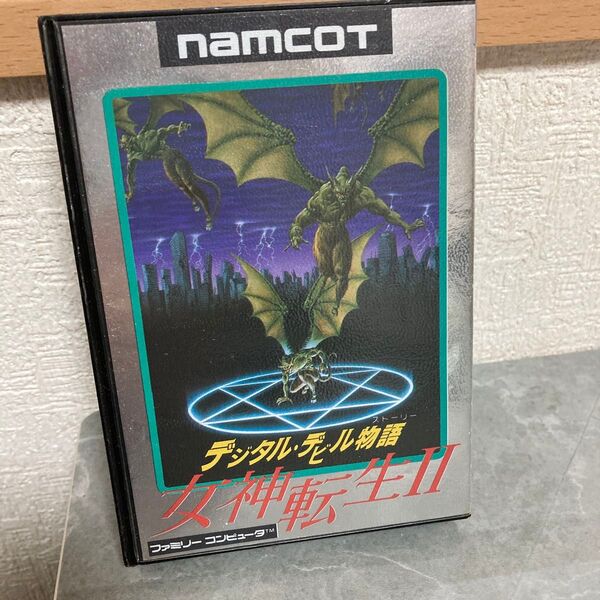 namcoT
ストーリー
デジタル・デビル物語
女神転生II
ファミリー コンピュータ™